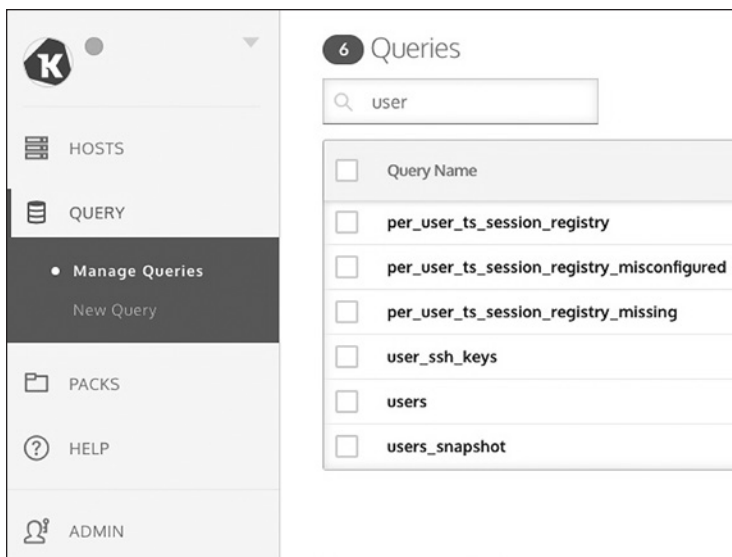 K
HOSTS
QUERY
Manage Queries
New Query
PACKS
HELP
ADMIN
6 Queries
user
Query Name
per_user_ts_session_registry
per_user_ts_session_registry_misconfigured
per_user_ts_session_registry_missing
user_ssh_keys
users
users_snapshot